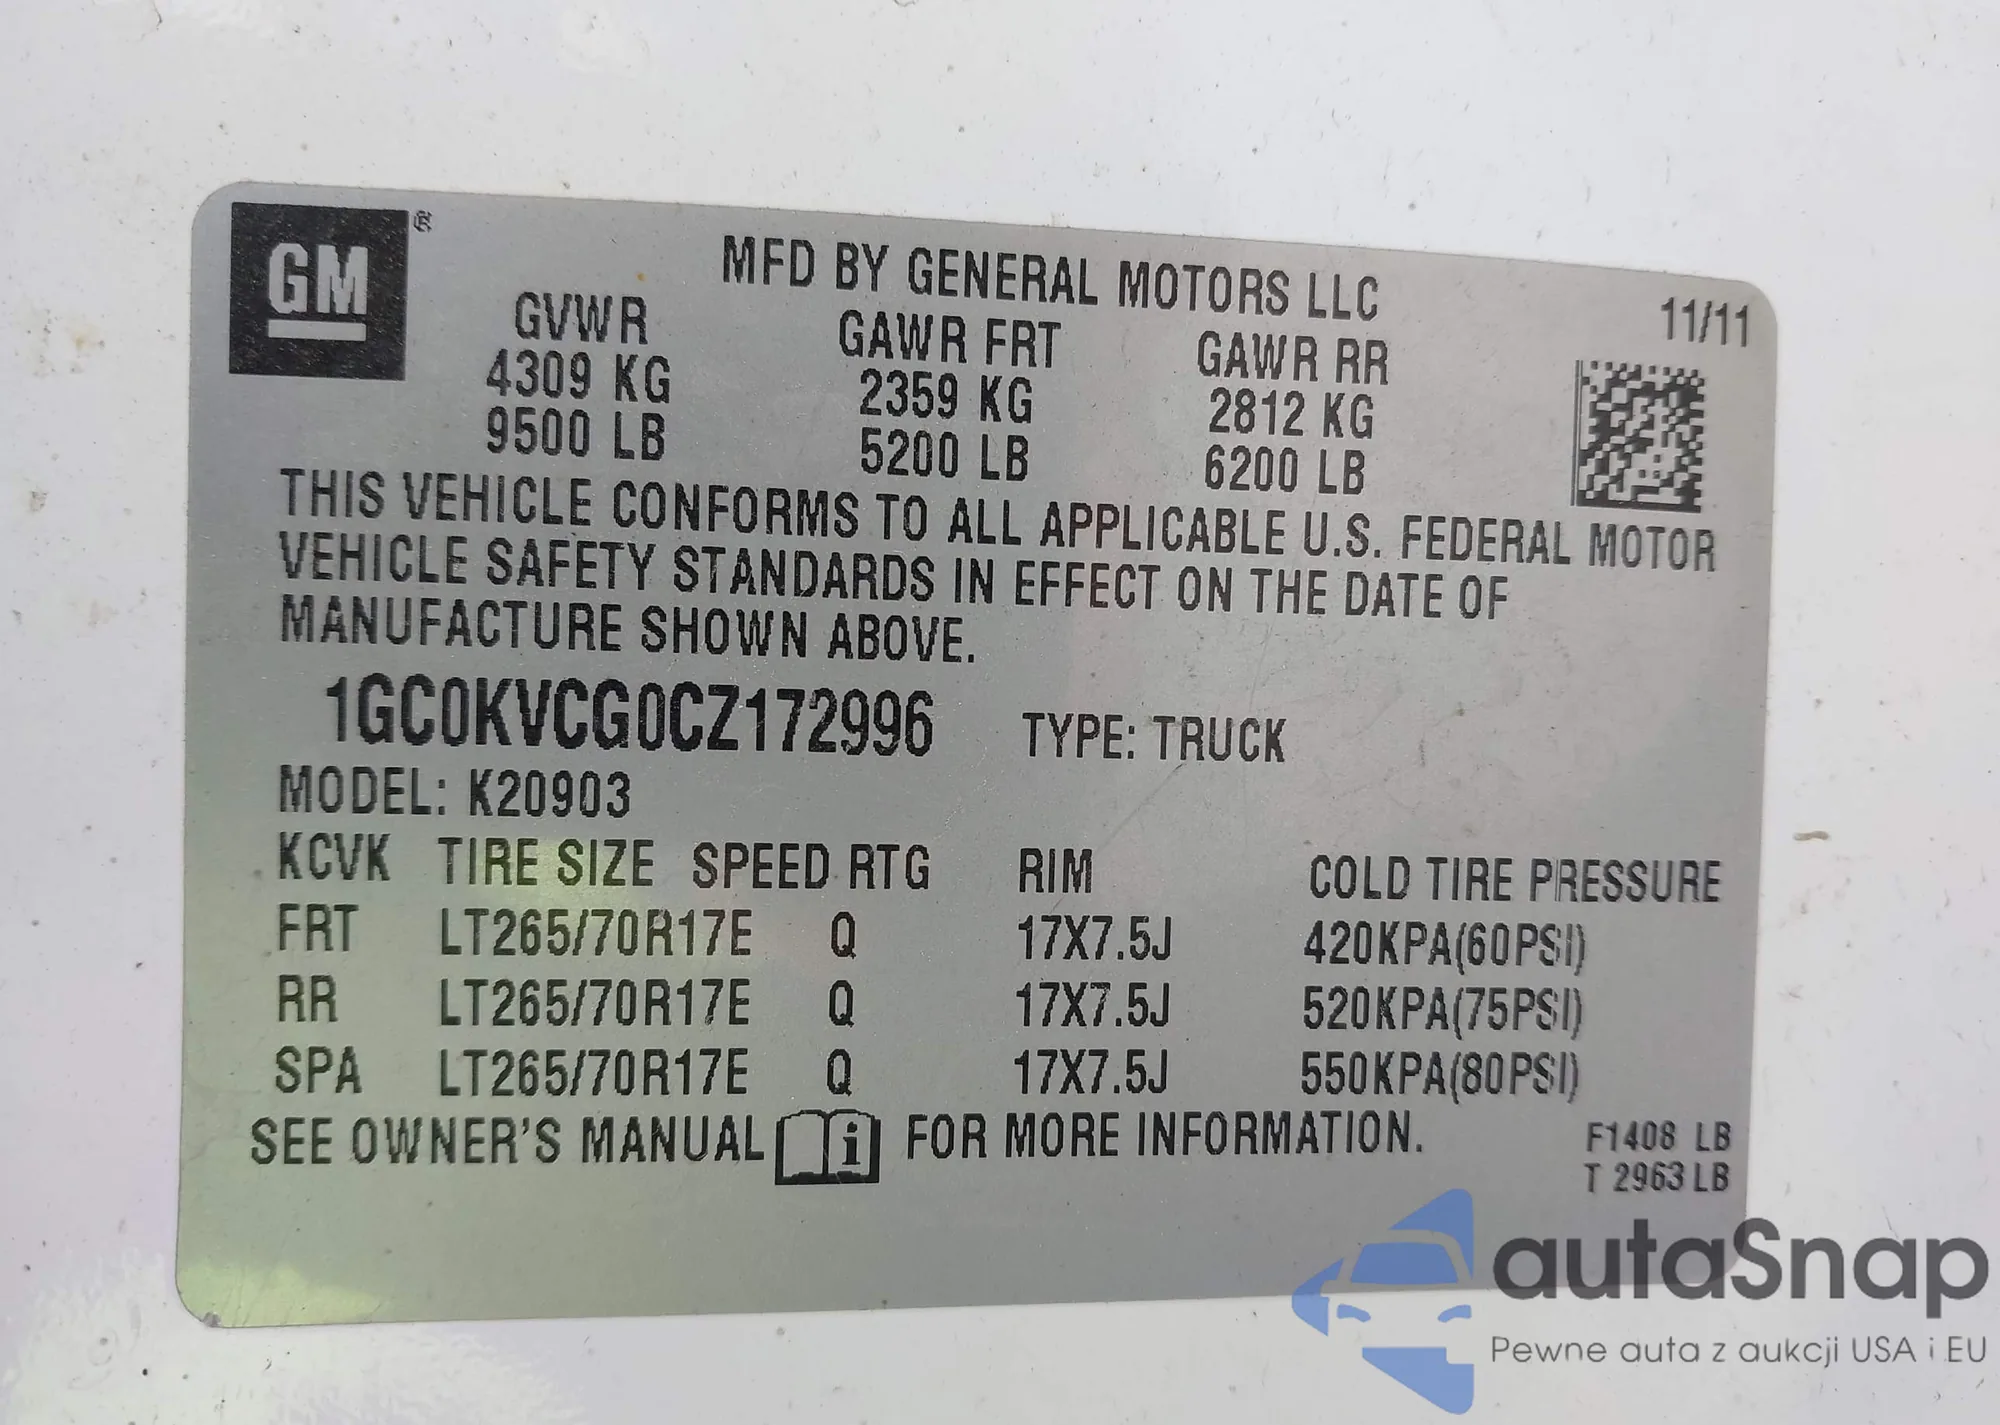 GM
®
MFD BY GENERAL MOTORS LLC
11/11
GVWR GAWR FRT GAWR RR
4309 KG 2359 KG 2812 KG
9500 LB 5200 LB 6200 LB
THIS VEHICLE CONFORMS TO ALL APPLICABLE U.S. FEDERAL MOTOR
VEHICLE SAFETY STANDARDS IN EFFECT ON THE DATE OF
MANUFACTURE SHOWN ABOVE.
1GC0KVCG0CZ172996 TYPE: TRUCK
MODEL: K20903
KCVK TIRE SIZE SPEED RTG RIM COLD TIRE PRESSURE
FRT LT265/70R17E Q 17X7.5J 420KPA(60PSI)
RR LT265/70R17E Q 17X7.5J 520KPA(75PSI)
SPA LT265/70R17E Q 17X7.5J 550KPA(80PSI)
SEE OWNER'S MANUAL i FOR MORE INFORMATION.
F1408 LB
T 2963 LB
autaSnap
Pewne auta z aukcji USA i EU